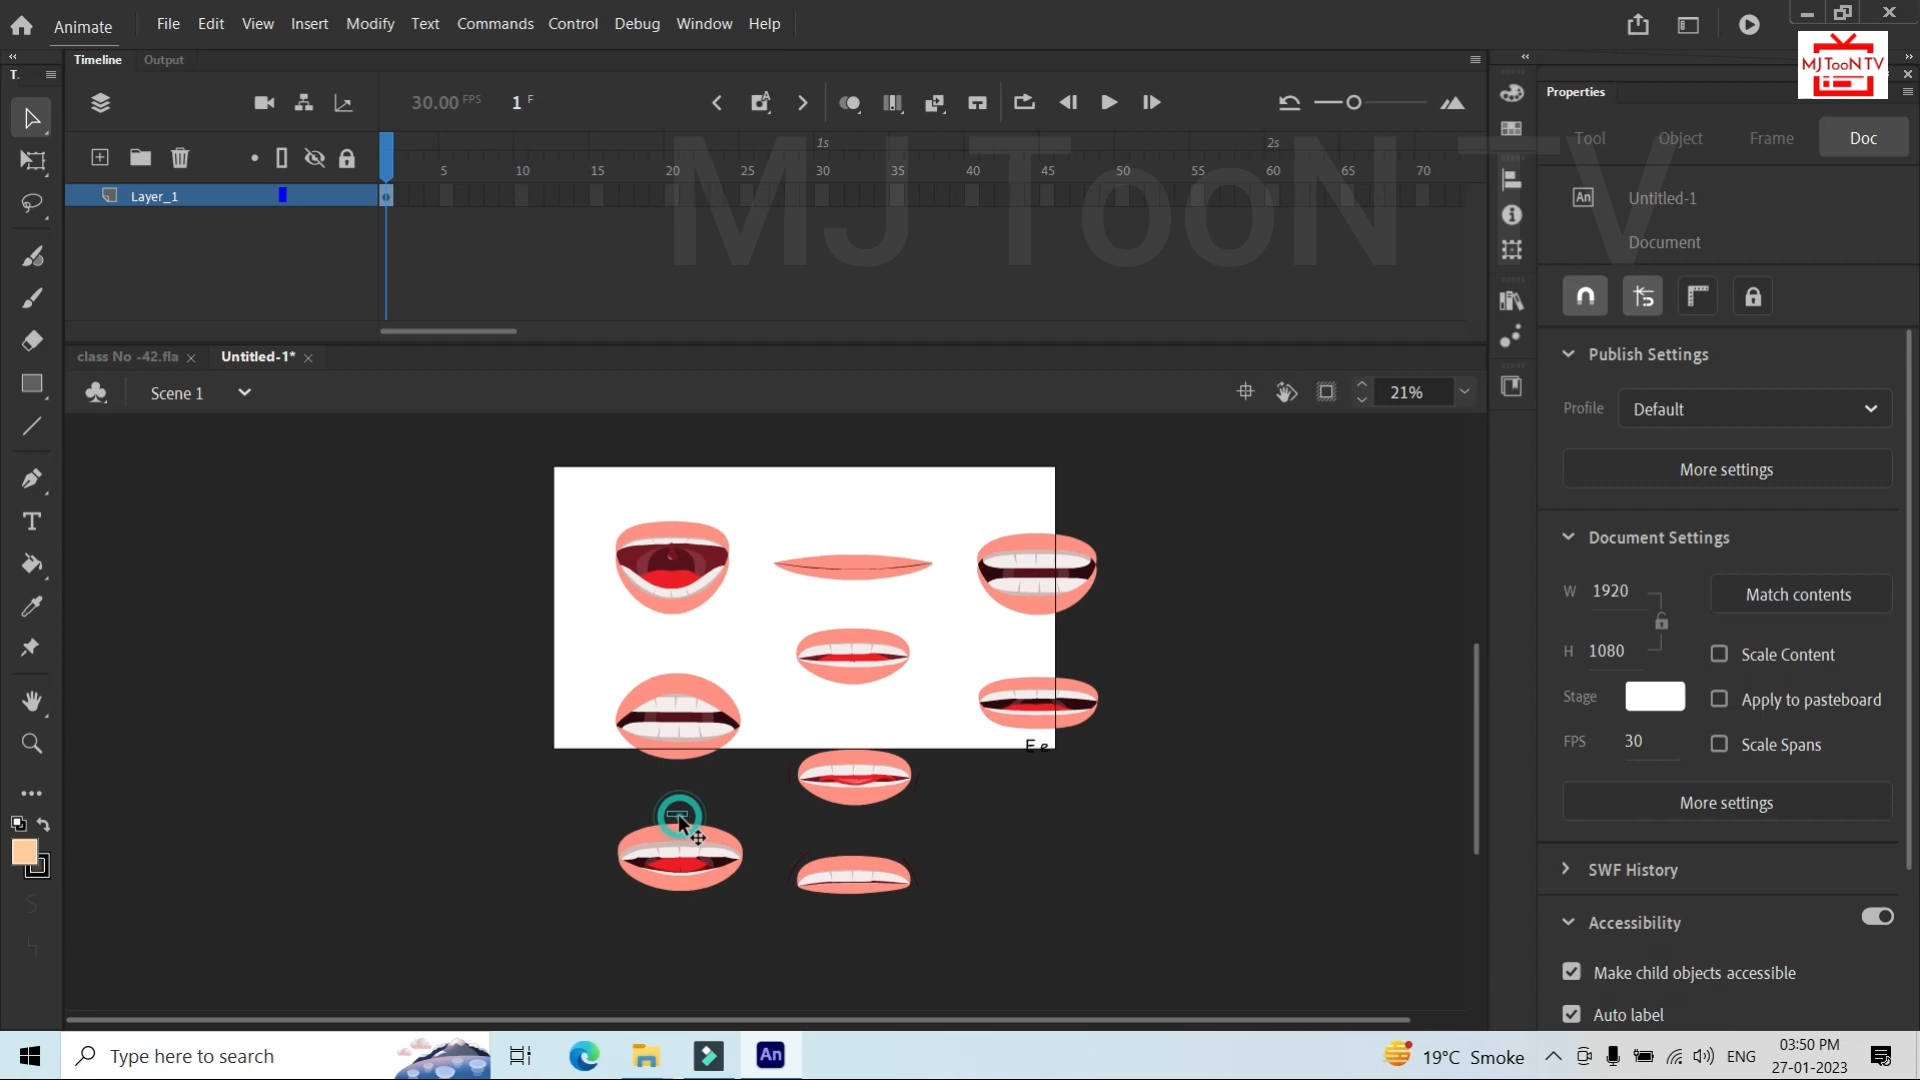 Animate File Edit View Insert Modify Text Commands Control Debug Window Help
MJTOONTV
T. Timeline Output
Properties
30.00 FPS 1 F
Tool Object Frame Doc
1s 2s
5 10 15 20 25 30 35 40 45 50 55 60 65 70
Layer_1
MJ TooN TV
An Untitled-1
Document
class No -42.fla Untitled-1*
Publish Settings
Scene 1 21%
Profile Default
More settings
Document Settings
W 1920 Match contents
H 1080 Scale Content
Stage Apply to pasteboard
FPS 30 Scale Spans
E e
More settings
SWF History
Accessibility
Make child objects accessible
Auto label
Type here to search
An
19°C Smoke ENG
03:50 PM
27-01-2023